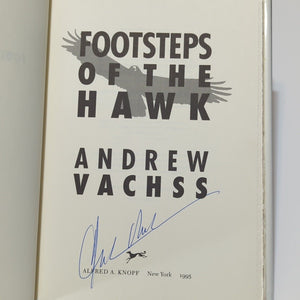 FOOTSTEPS
OF THE
HAWK
ANDREW
VACHSS
ALFRED A. KNOPF New York 1995